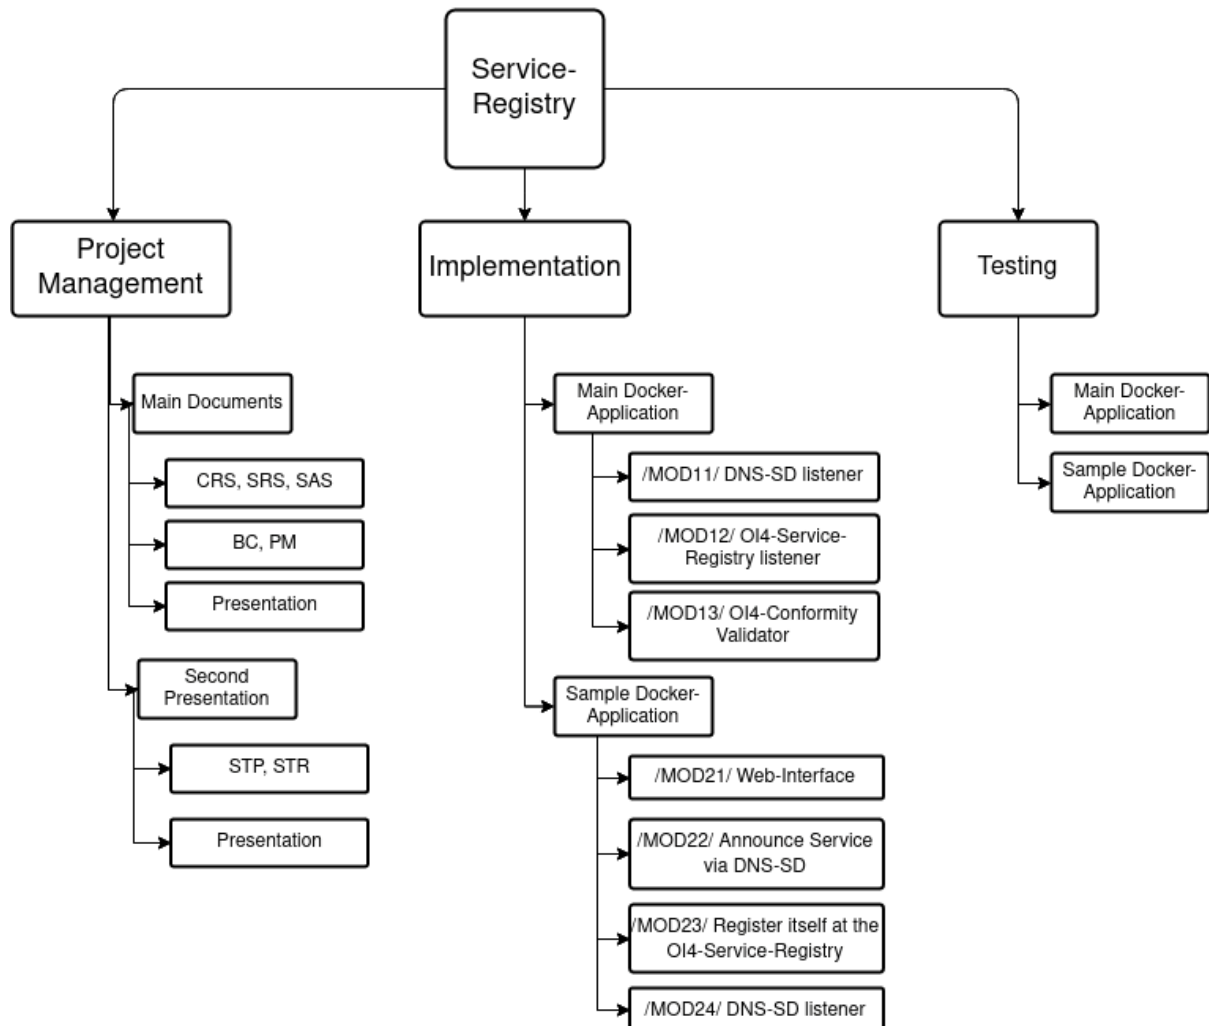 Service-
Registry
Project
Management
Implementation
Testing
Main Documents
CRS, SRS, SAS
BC, PM
Presentation
Second
Presentation
STP, STR
Presentation
Main Docker-
Application
/MOD11/ DNS-SD listener
/MOD12/ OI4-Service-
Registry listener
/MOD13/ OI4-Conformity
Validator
Sample Docker-
Application
/MOD21/ Web-Interface
/MOD22/ Announce Service
via DNS-SD
/MOD23/ Register itself at the
OI4-Service-Registry
/MOD24/ DNS-SD listener
Main Docker-
Application
Sample Docker-
Application